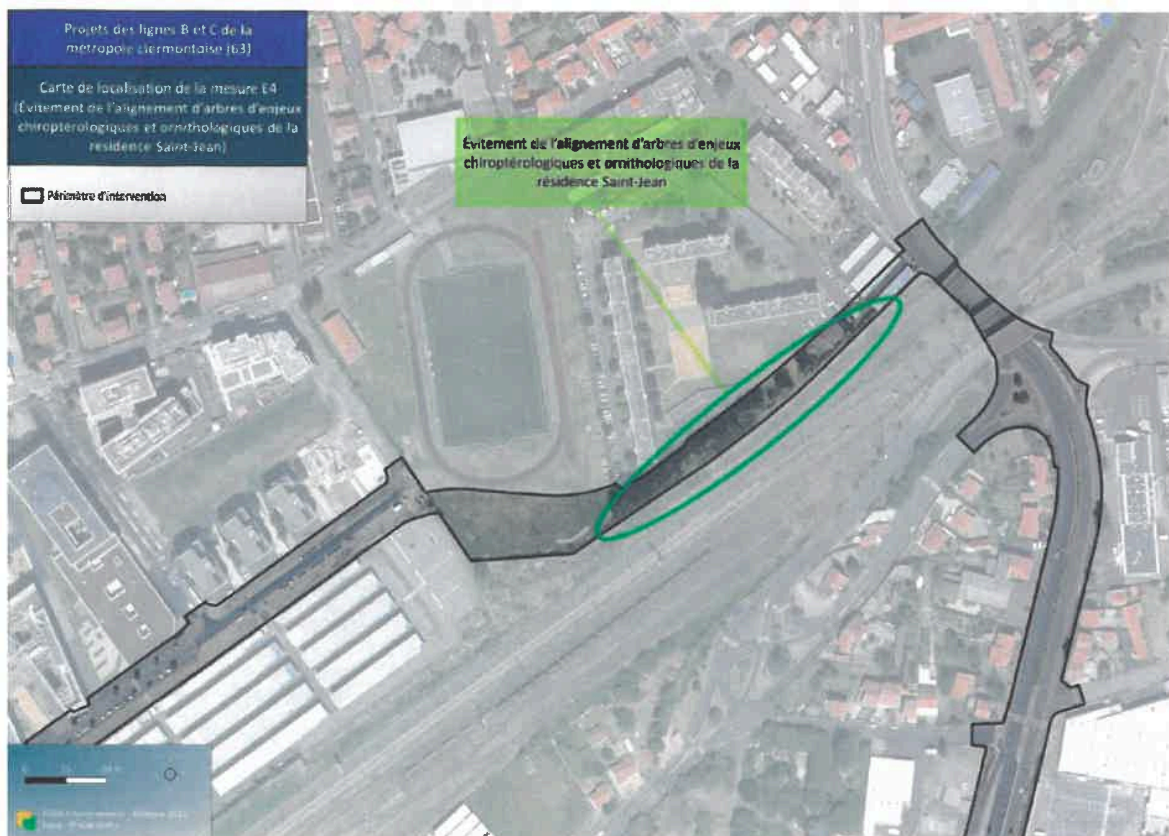 Projets des lignes B et C de la
métropole clermontoise (63)
Carte de localisation de la mesure E4
(Évitement de l'alignement d'arbres d'enjeux
chiroptérologiques et ornithologiques de la
résidence Saint-Jean)
Périmètre d'intervention
Évitement de l'alignement d'arbres d'enjeux
chiroptérologiques et ornithologiques de la
résidence Saint-Jean